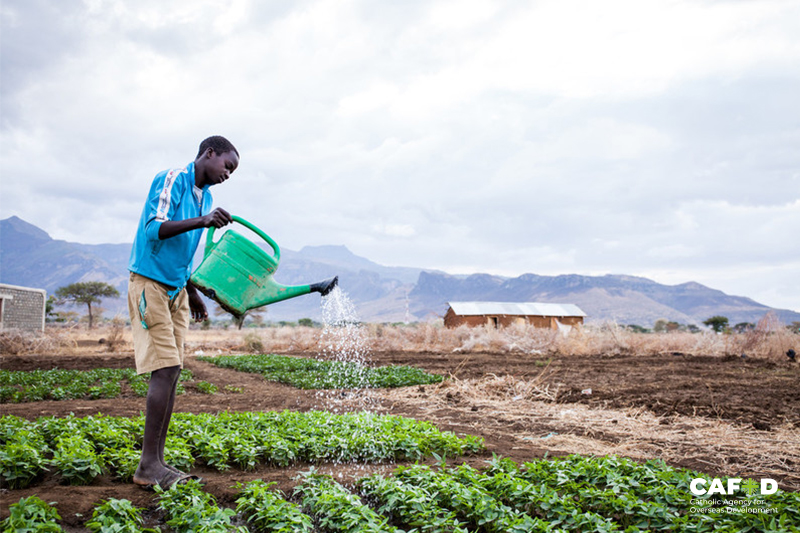 CAFOD
Catholic Agency for
Overseas Development